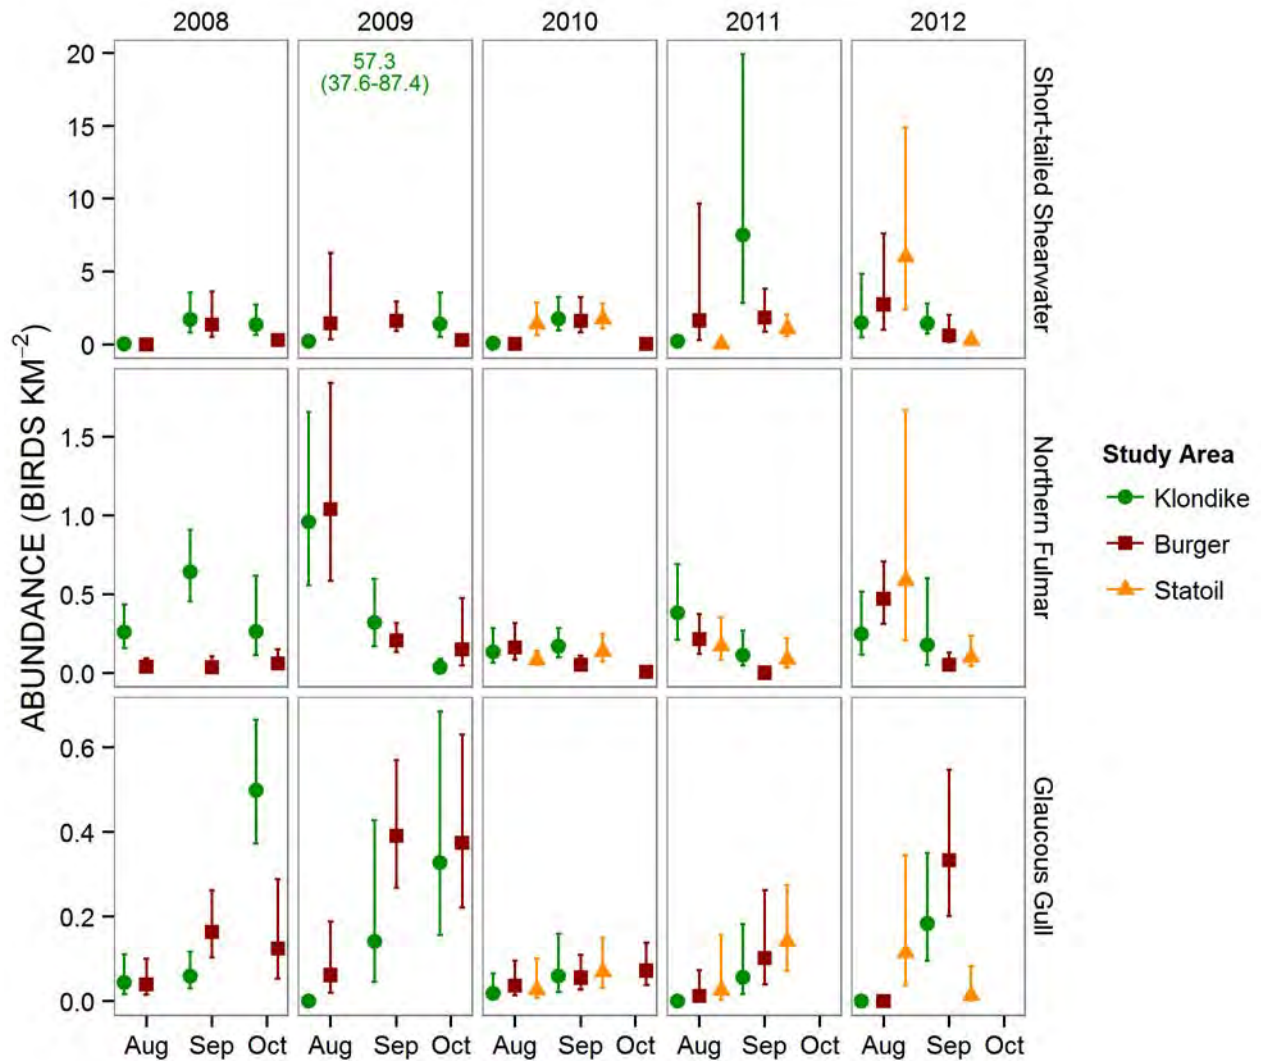 2008 2009 2010 2011 2012
20
15
10
5
0
57.3
(37.6-87.4)
Short-tailed Shearwater
ABUNDANCE (BIRDS KM−2)
1.5
1.0
0.5
0.0
Northern Fulmar
0.6
0.4
0.2
0.0
Glaucous Gull
Aug Sep Oct Aug Sep Oct Aug Sep Oct Aug Sep Oct Aug Sep Oct
Study Area
Klondike
Burger
Statoil